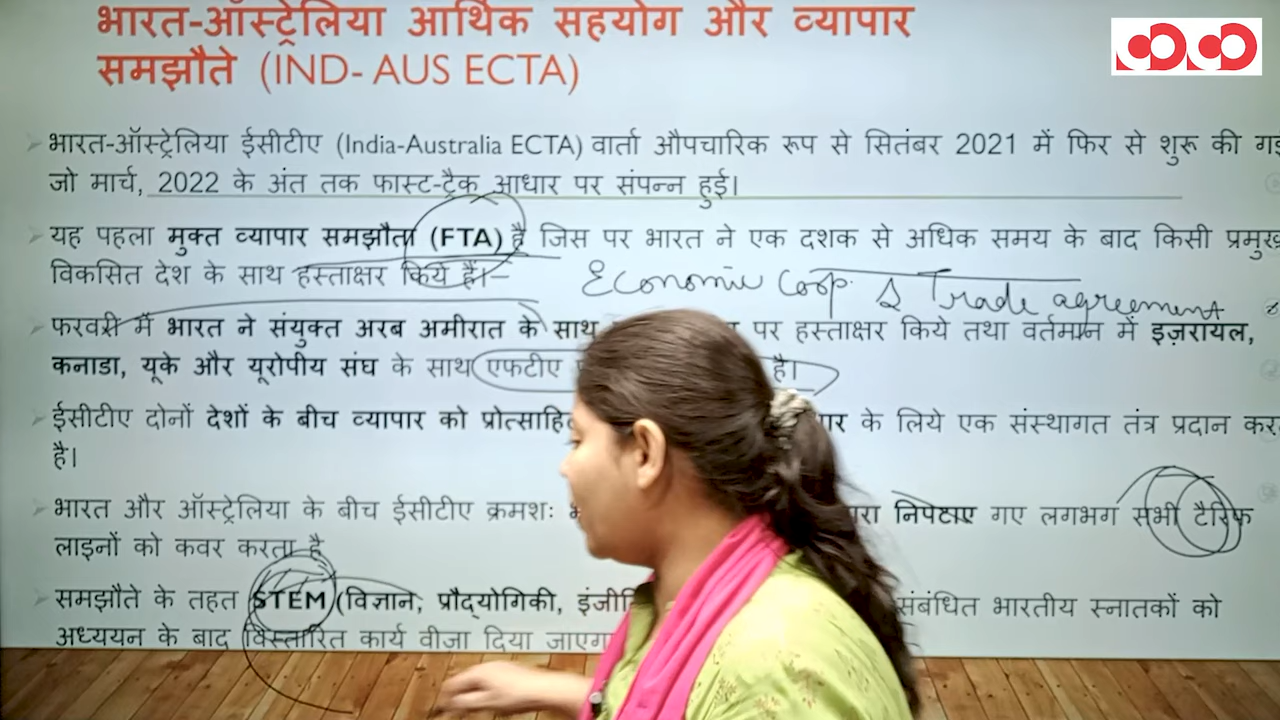 भारत-ऑस्ट्रेलिया आर्थिक सहयोग और व्यापार
समझौते (IND- AUS ECTA)
भारत-ऑस्ट्रेलिया ईसीटीए (India-Australia ECTA) वार्ता औपचारिक रूप से सितंबर 2021 में फिर से शुरू की
जो मार्च, 2022 के अंत तक फास्ट-ट्रैक आधार पर संपन्न हुई।
यह पहला मुक्त व्यापार समझौता (FTA) है जिस पर भारत ने एक दशक से अधिक समय के बाद किसी प्रमुख
विकसित देश के साथ हस्ताक्षर किये हैं।
Economic Coop. & Trade agreement
फरवरी में भारत ने संयुक्त अरब अमीरात के साथ पर हस्ताक्षर किये तथा वर्तमान में इज़रायल,
कनाडा, यूके और यूरोपीय संघ के साथ एफटीए है।
ईसीटीए दोनों देशों के बीच व्यापार को के लिये एक संस्थागत तंत्र प्रदान
है।
भारत और ऑस्ट्रेलिया के बीच ईसीटीए क्रमशः निपटाए गए लगभग सभी टैरिफ
लाइनों को कवर करता है
समझौते के तहत STEM (विज्ञान, प्रौद्योगिकी, संबंधित भारतीय स्नातकों को
अध्ययन के बाद विस्तारित कार्य वीज़ा दिया